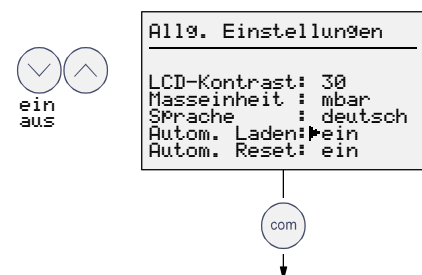 Allg. Einstellungen
LCD-Kontrast: 30
Masseinheit : mbar
Sprache : deutsch
Autom. Laden: ein
Autom. Reset: ein
ein
aus
com